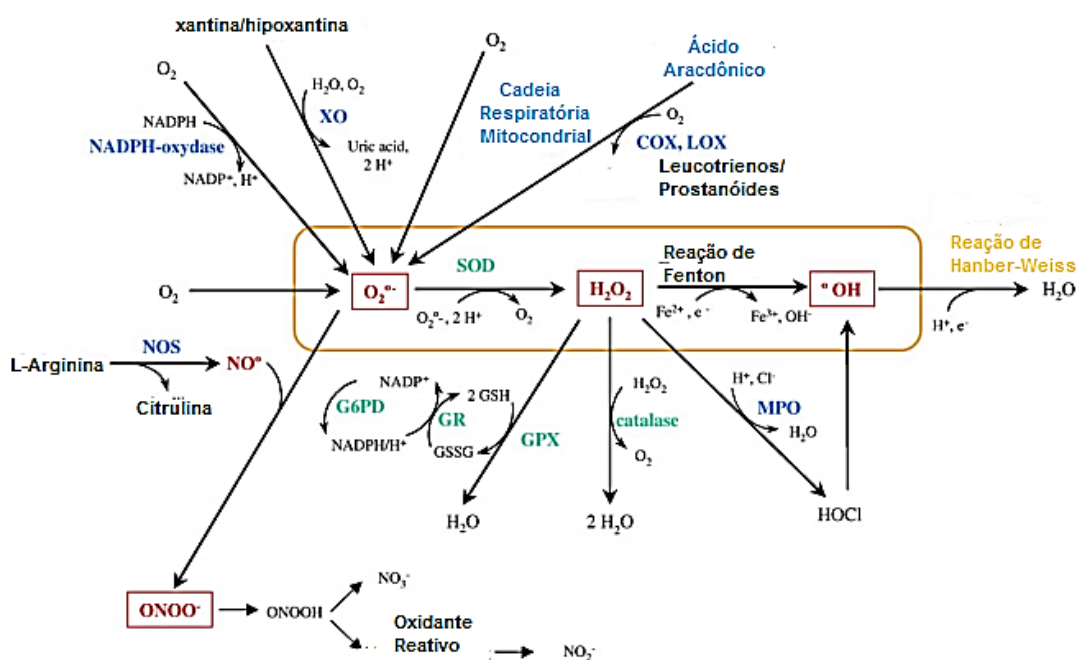 xantina/hipoxantina
O₂
O₂
Ácido
Aracdônico
H₂O, O₂
XO
Uric acid,
2 H⁺
NADPH
NADPH-oxydase
NADP⁺, H⁺
Cadeia
Respiratória
Mitocondrial
O₂
COX, LOX
Leucotrienos/
Prostanóides
O₂
O₂°⁻
SOD
O₂°⁻, 2 H⁺
O₂
H₂O₂
Reação de
Fenton
Fe²⁺, e⁻
Fe³⁺, OH⁻
°OH
Reação de
Hanber-Weiss
H⁺, e⁻
H₂O
L-Arginina
NOS
NO°
Citrulina
G6PD
NADP⁺
NADPH/H⁺
GR
2 GSH
GSSG
GPX
H₂O
H₂O₂
catalase
O₂
2 H₂O
H⁺, Cl⁻
MPO
H₂O
HOCl
ONOO⁻
ONOOH
NO₃⁻
Oxidante
Reativo
NO₂⁻